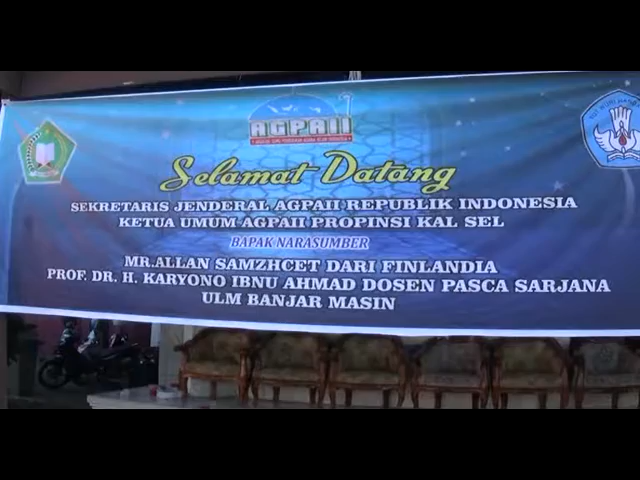 AGPAII
Selamat Datang
SEKRETARIS JENDERAL AGPAII REPUBLIK INDONESIA
KETUA UMUM AGPAII PROPINSI KAL SEL
BAPAK NARASUMBER
MR.ALLAN SAMZHCET DARI FINLANDIA
PROF. DR. H. KARYONO IBNU AHMAD DOSEN PASCA SARJANA
ULM BANJAR MASIN